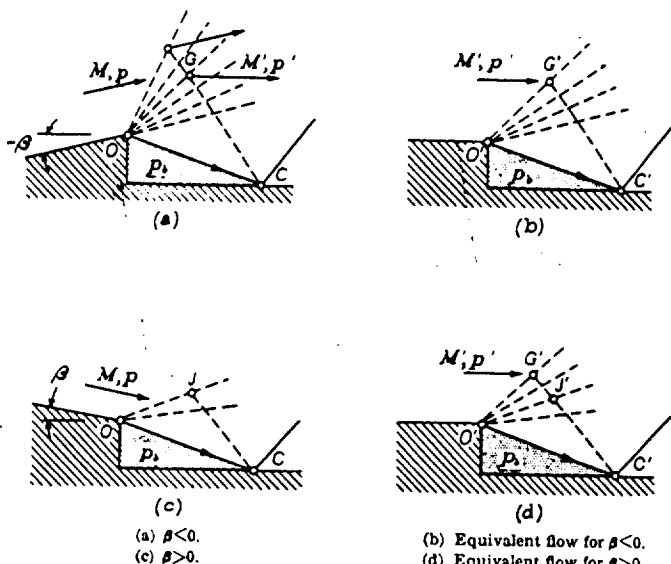 M, p
G
M', p'
-β
O
p_b
C
(a)
M', p'
G'
O'
p_b
C'
(b)
β
M, p
J
O
p_b
C
(c)
M', p'
G'
J'
O'
p_b
C'
(d)
(a) β<0.
(c) β>0.
(b) Equivalent flow for β<0.
(d) Equivalent flow for β>0.